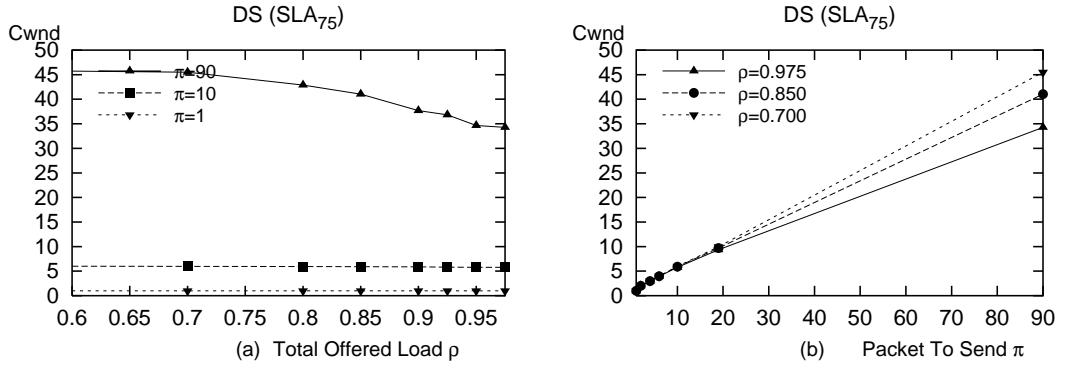 DS (SLA75)
Cwnd
50
45
40
35
30
25
20
15
10
5
0
π=90
π=10
π=1
0.6 0.65 0.7 0.75 0.8 0.85 0.9 0.95
(a) Total Offered Load ρ
DS (SLA75)
Cwnd
50
45
40
35
30
25
20
15
10
5
0
ρ=0.975
ρ=0.850
ρ=0.700
10 20 30 40 50 60 70 80 90
(b) Packet To Send π